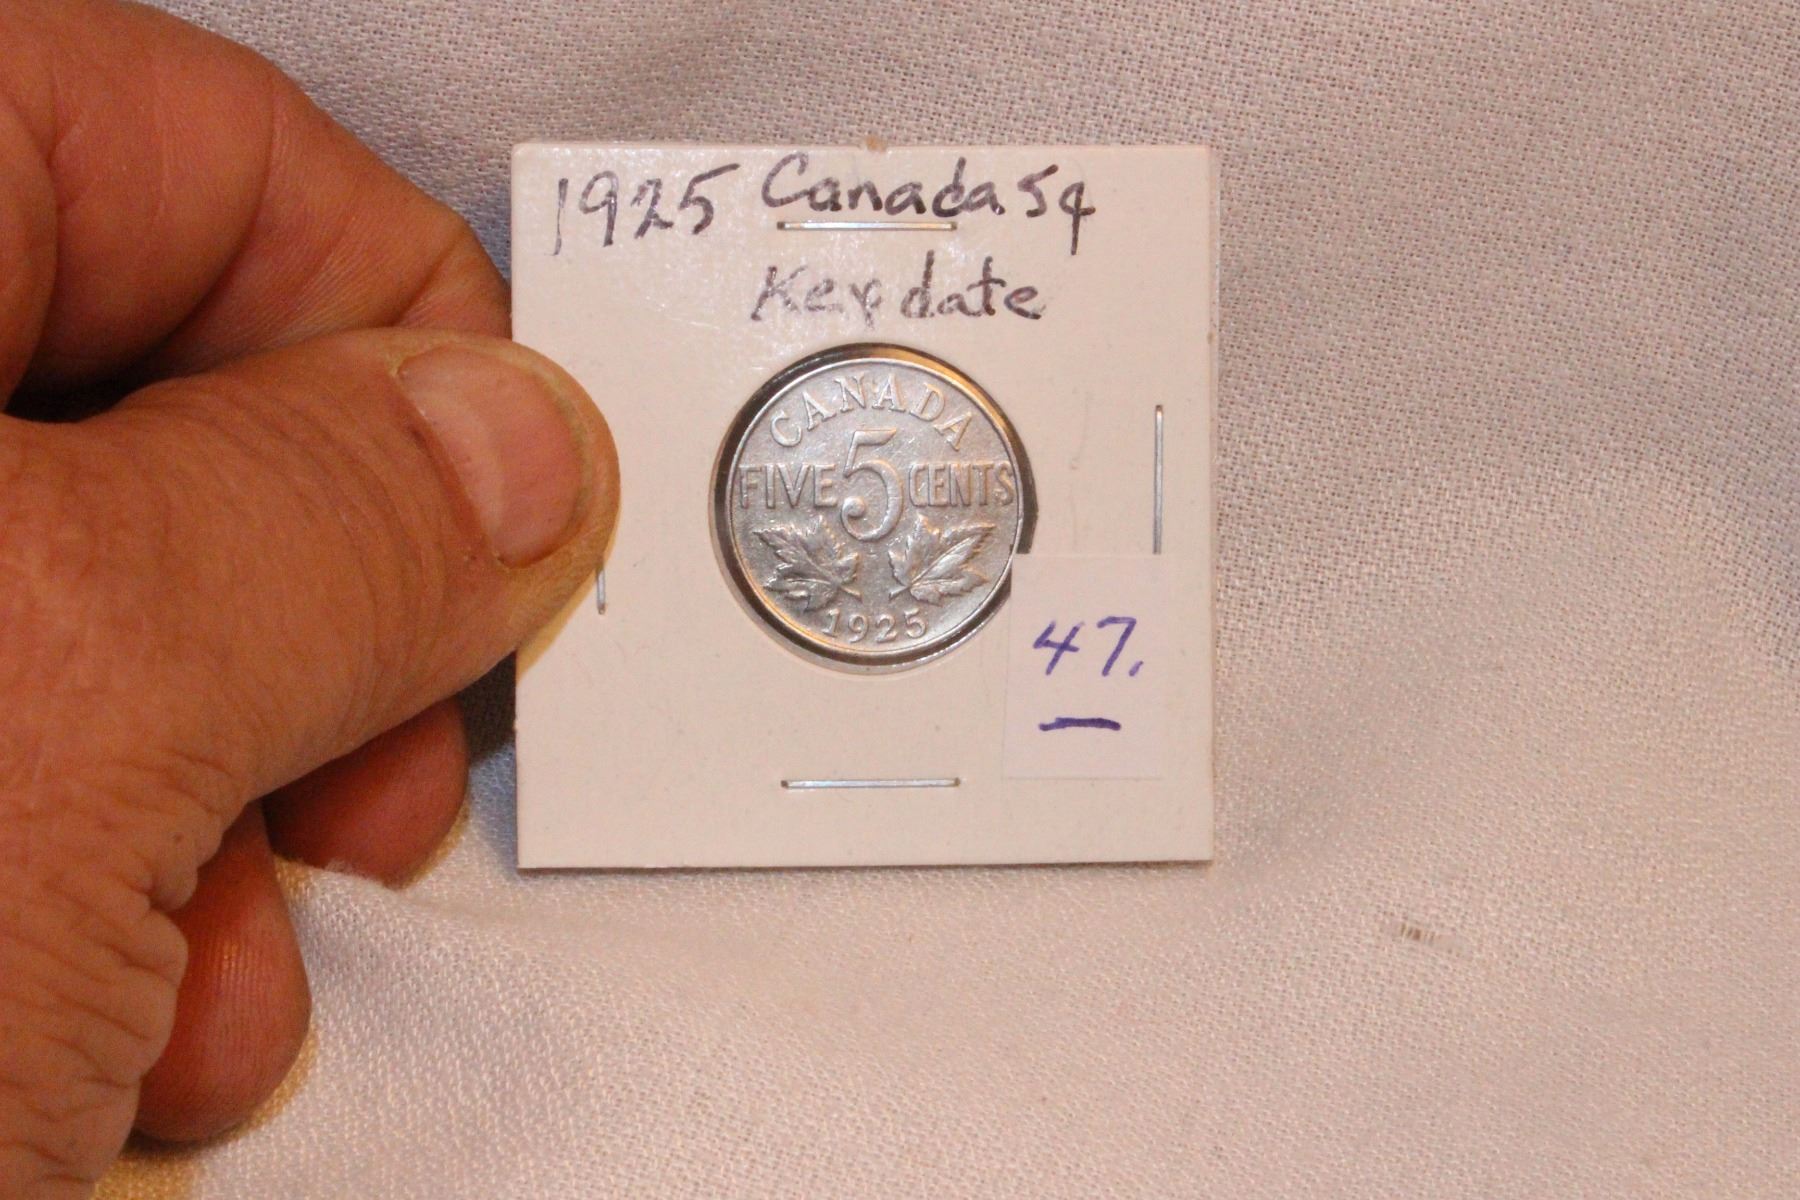 1925 Canada 5¢
Key date
CANADA
FIVE 5 CENTS
1925
47.